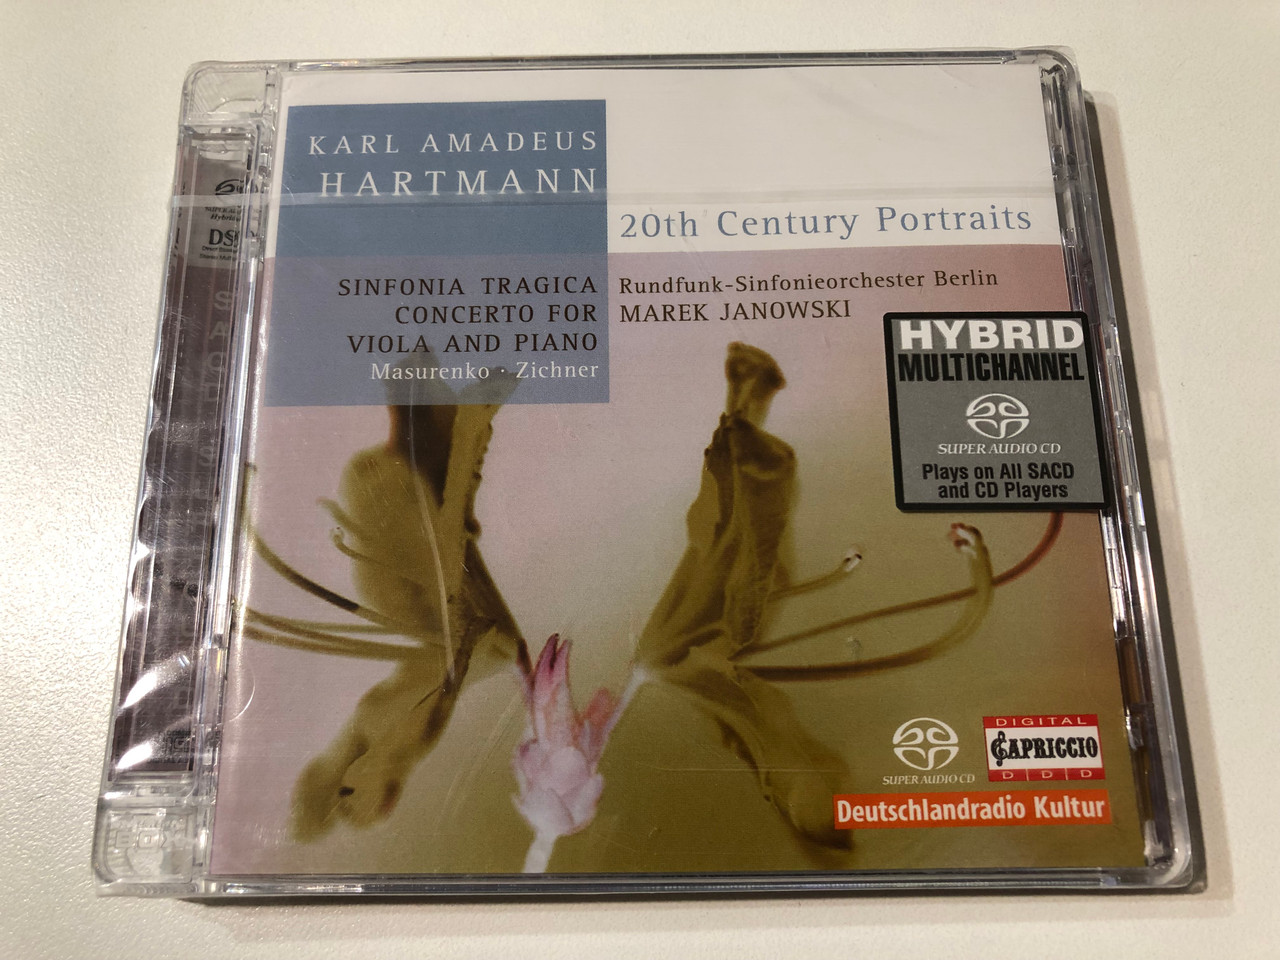 KARL AMADEUS
HARTMANN
20th Century Portraits
SINFONIA TRAGICA
CONCERTO FOR
VIOLA AND PIANO
Masurenko · Zichner
Rundfunk-Sinfonieorchester Berlin
MAREK JANOWSKI
HYBRID
MULTICHANNEL
SUPER AUDIO CD
Plays on All SACD
and CD Players
SUPER AUDIO CD
DIGITAL
CAPRICCIO
D D D
Deutschlandradio Kultur